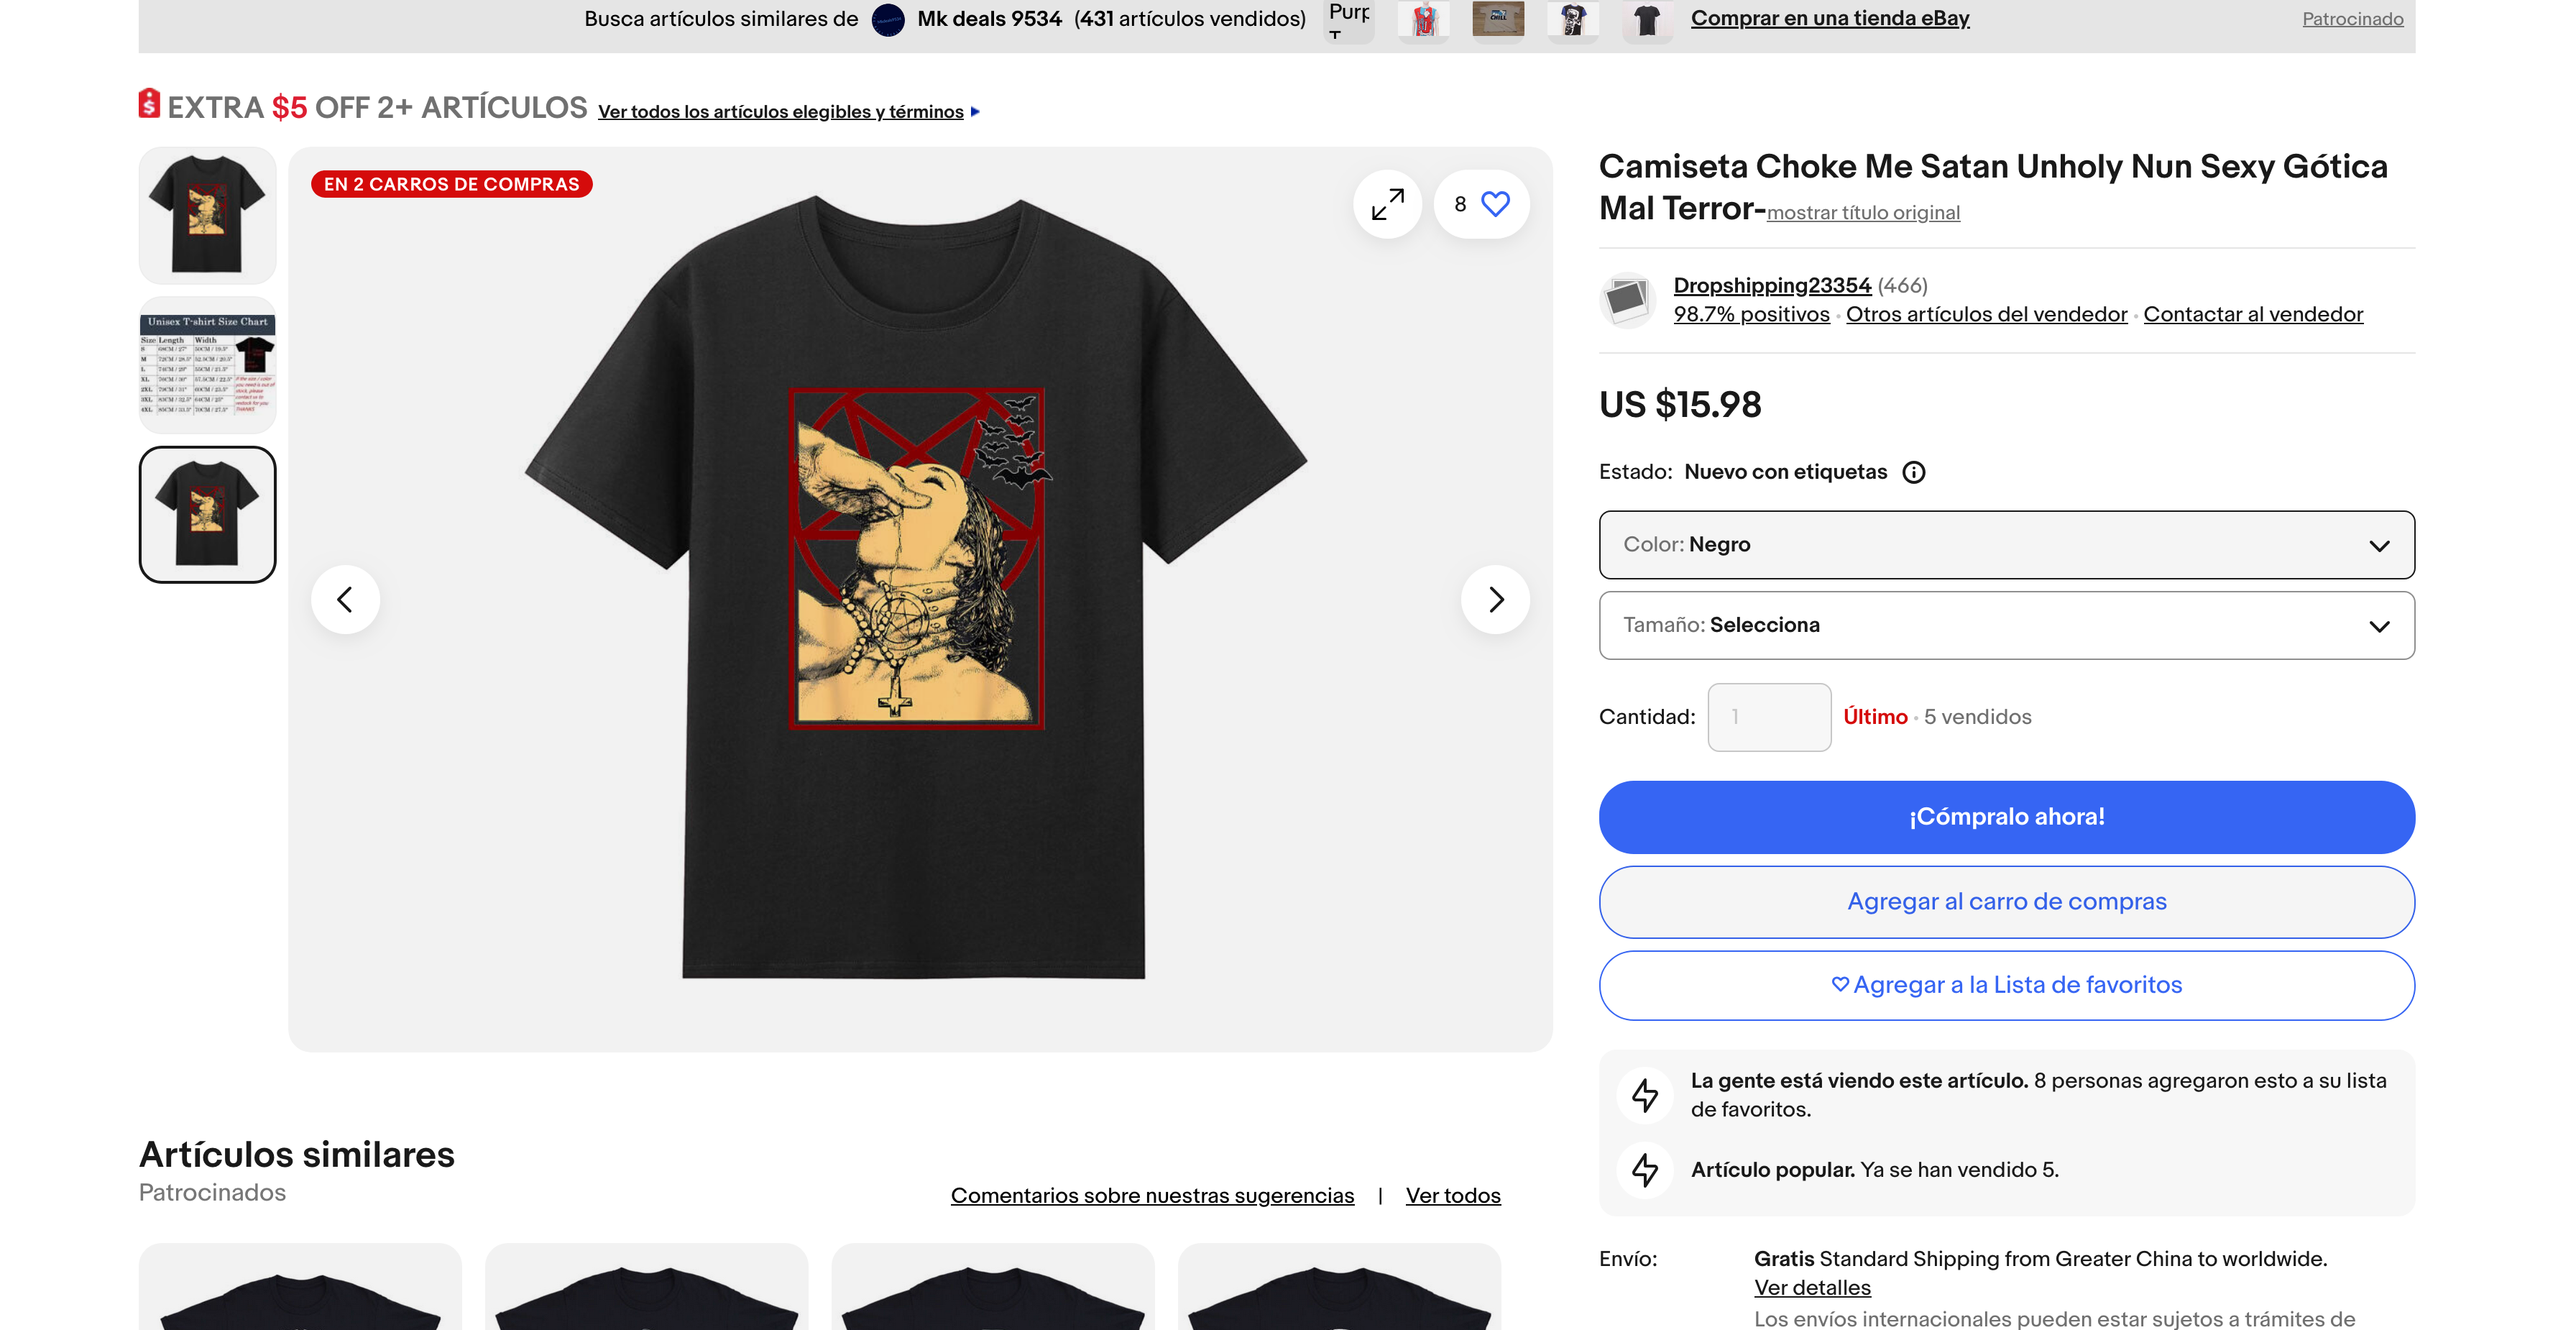 Busca artículos similares de Mk deals 9534 (431 artículos vendidos) Comprar en una tienda eBay Patrocinado
EXTRA $5 OFF 2+ ARTÍCULOS Ver todos los artículos elegibles y términos
EN 2 CARROS DE COMPRAS
8
Unisex T-shirt Size Chart
Size Length Width
Camiseta Choke Me Satan Unholy Nun Sexy Gótica
Mal Terror-mostrar título original
Dropshipping23354 (466)
98.7% positivos · Otros artículos del vendedor · Contactar al vendedor
US $15.98
Estado: Nuevo con etiquetas
Color: Negro
Tamaño: Selecciona
Cantidad: 1 Último · 5 vendidos
¡Cómpralo ahora!
Agregar al carro de compras
Agregar a la Lista de favoritos
La gente está viendo este artículo. 8 personas agregaron esto a su lista
de favoritos.
Artículo popular. Ya se han vendido 5.
Envío: Gratis Standard Shipping from Greater China to worldwide.
Ver detalles
Los envíos internacionales pueden estar sujetos a trámites de
Artículos similares
Patrocinados
Comentarios sobre nuestras sugerencias | Ver todos